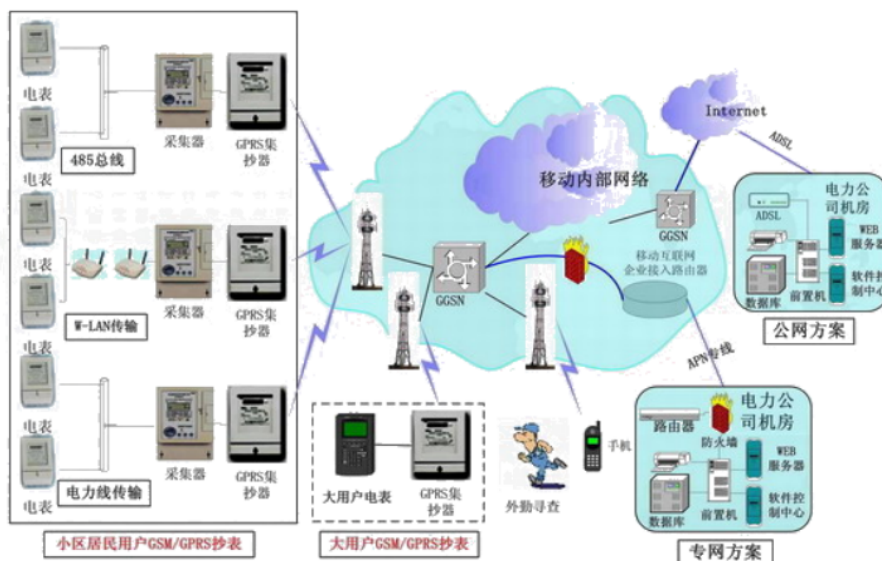 电表
电表
485总线
采集器
GPRS集
抄器
电表
电表
W-LAN传输
采集器
GPRS集
抄器
电表
电表
电力线传输
采集器
GPRS集
抄器
小区居民用户GSM/GPRS抄表
大用户电表
GPRS集
抄器
大用户GSM/GPRS抄表
移动内部网络
GGSN
GGSN
移动互联网
企业接入路由器
Internet
ADSL
APN专线
外勤寻查
手机
电力公
司机房
ADSL
WEB
服务器
数据库
前置机
软件控
制中心
公网方案
电力公
司机房
路由器
防火墙
WEB
服务器
数据库
前置机
软件控
制中心
专网方案